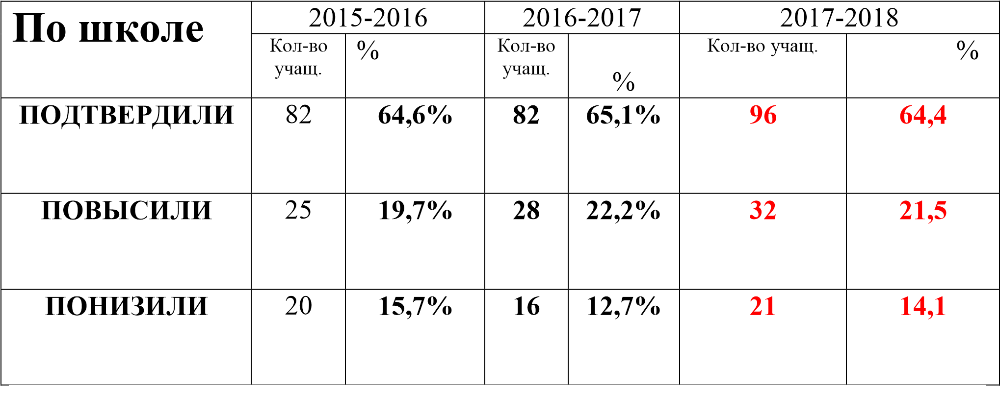 По школе
2015-2016 2016-2017 2017-2018
Кол-во учащ. % Кол-во учащ. % Кол-во учащ. %
ПОДТВЕРДИЛИ 82 64,6% 82 65,1% 96 64,4
ПОВЫСИЛИ 25 19,7% 28 22,2% 32 21,5
ПОНИЗИЛИ 20 15,7% 16 12,7% 21 14,1